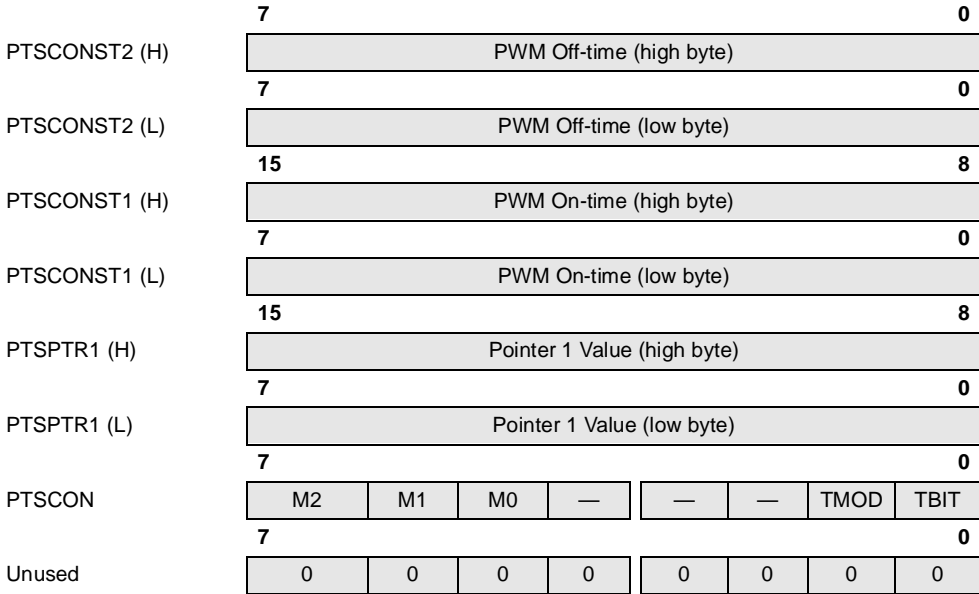 7 0
PTSCONST2 (H) PWM Off-time (high byte)
7 0
PTSCONST2 (L) PWM Off-time (low byte)
15 8
PTSCONST1 (H) PWM On-time (high byte)
7 0
PTSCONST1 (L) PWM On-time (low byte)
15 8
PTSPTR1 (H) Pointer 1 Value (high byte)
7 0
PTSPTR1 (L) Pointer 1 Value (low byte)
7 0
PTSCON M2 M1 M0 — — — TMOD TBIT
7 0
Unused 0 0 0 0 0 0 0 0